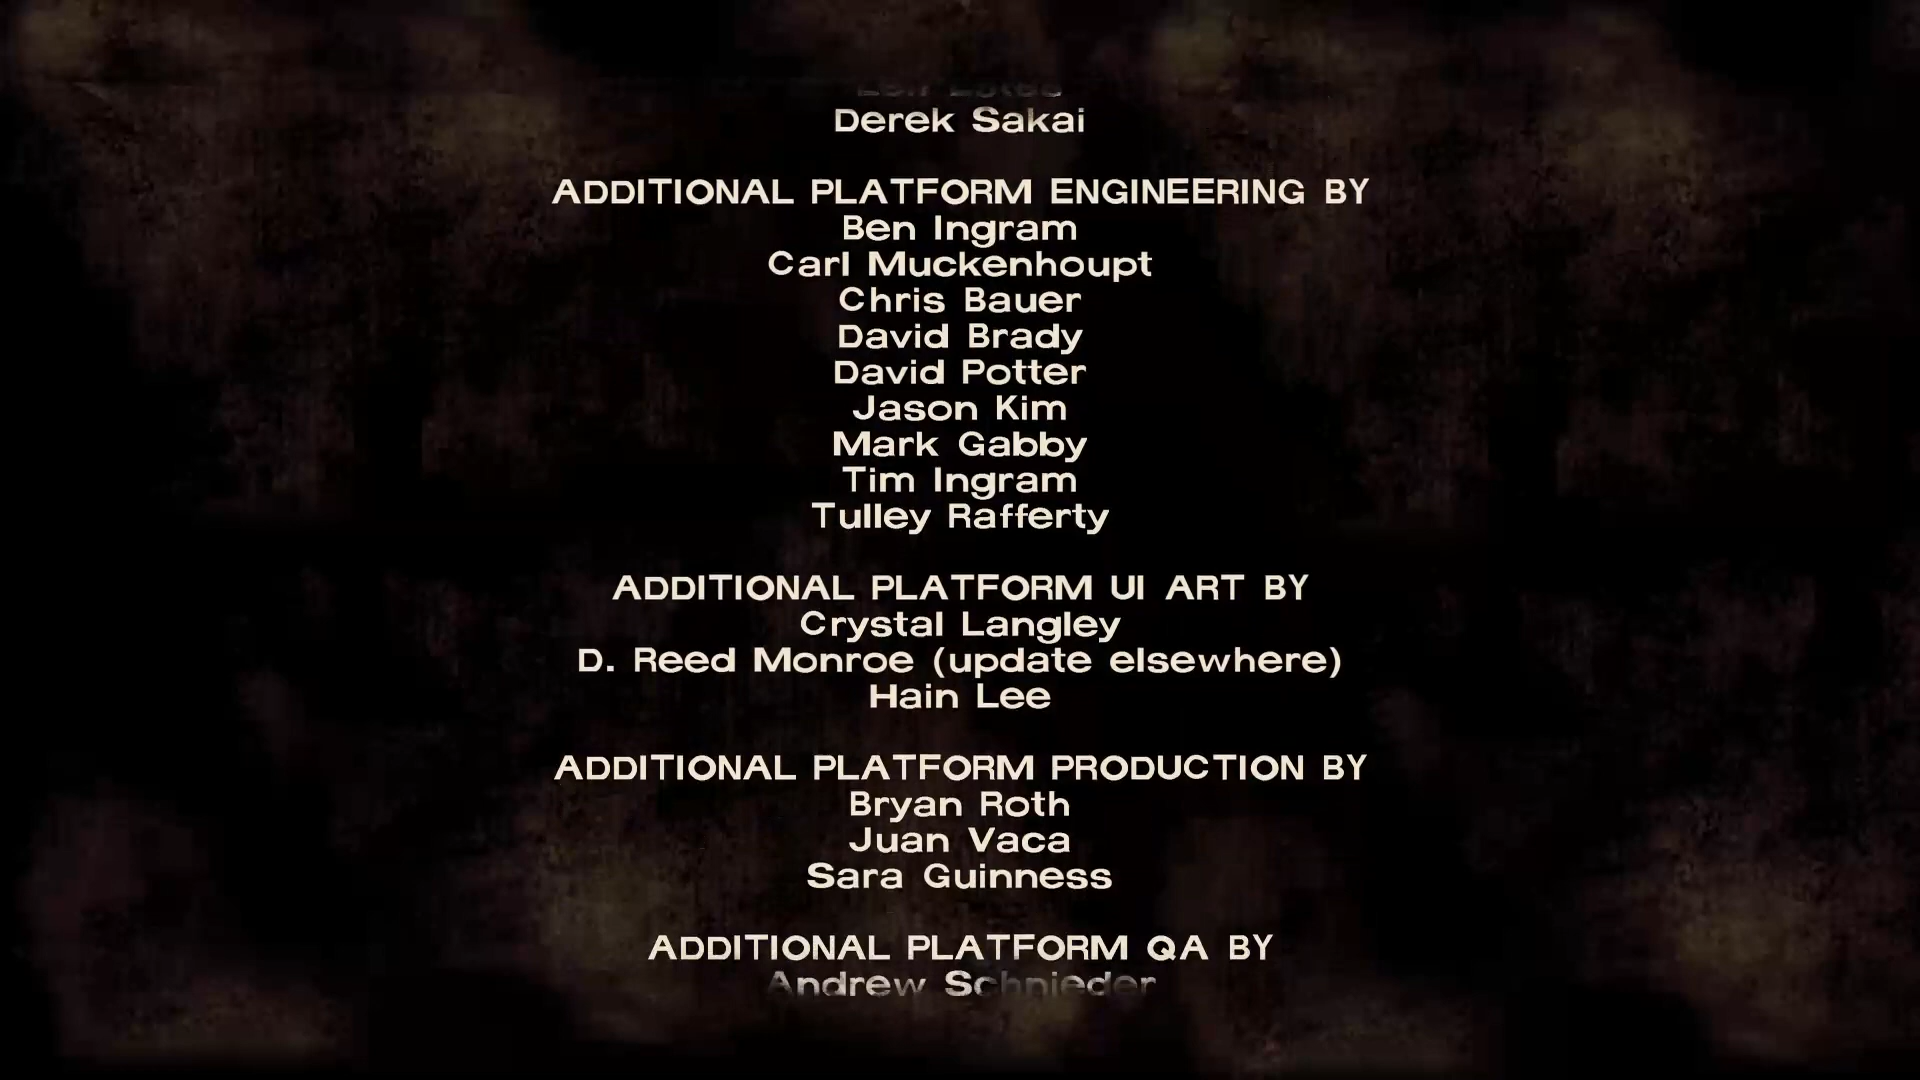 Derek Sakai
ADDITIONAL PLATFORM ENGINEERING BY
Ben Ingram
Carl Muckenhoupt
Chris Bauer
David Brady
David Potter
Jason Kim
Mark Gabby
Tim Ingram
Tulley Rafferty
ADDITIONAL PLATFORM UI ART BY
Crystal Langley
D. Reed Monroe (update elsewhere)
Hain Lee
ADDITIONAL PLATFORM PRODUCTION BY
Bryan Roth
Juan Vaca
Sara Guinness
ADDITIONAL PLATFORM QA BY
Andrew Schnieder